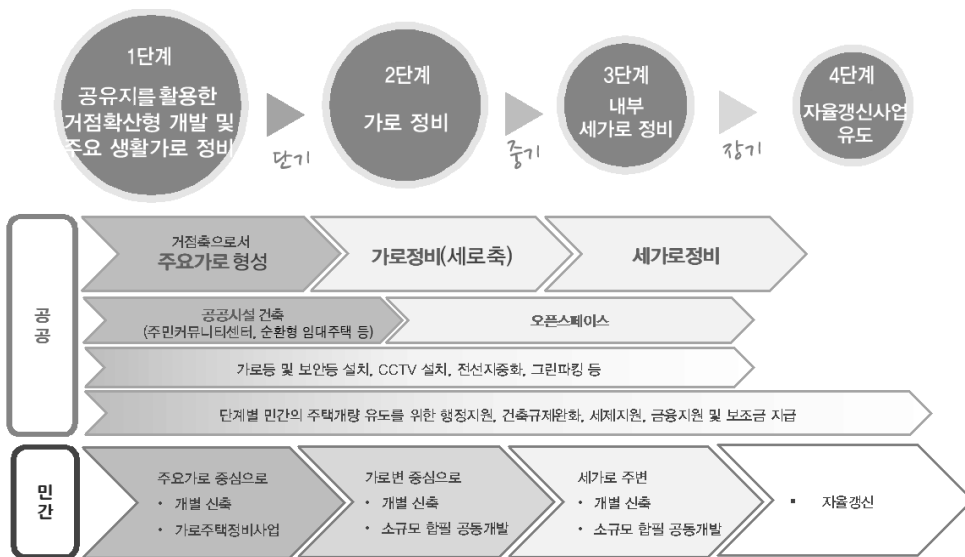 1단계
공유지를 활용한
거점확산형 개발 및
주요 생활가로 정비
단기
2단계
가로 정비
중기
3단계
내부
세가로 정비
장기
4단계
자율갱신사업
유도
공공
거점축으로서
주요가로 형성
가로정비(세로축)
세가로정비
공공시설 건축
(주민커뮤니티센터, 순환형 임대주택 등)
오픈스페이스
가로등 및 보안등 설치, CCTV 설치, 전선지중화, 그린파킹 등
단계별 민간의 주택개량 유도를 위한 행정지원, 건축규제완화, 세제지원, 금융지원 및 보조금 지급
민간
주요가로 중심으로
• 개별 신축
• 가로주택정비사업
가로변 중심으로
• 개별 신축
• 소규모 합필 공동개발
세가로 주변
• 개별 신축
• 소규모 합필 공동개발
▪ 자율갱신